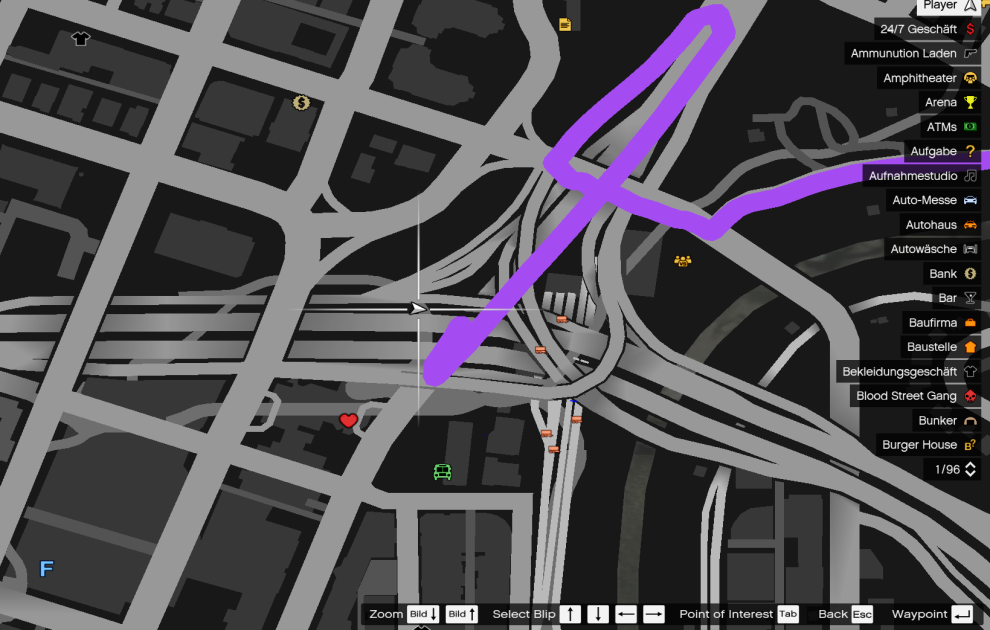 Player
24/7 Geschäft
Ammunution Laden
Amphitheater
Arena
ATMs
Aufgabe
Aufnahmestudio
Auto-Messe
Autohaus
Autowäsche
Bank
Bar
Baufirma
Baustelle
Bekleidungsgeschäft
Blood Street Gang
Bunker
Burger House
1/96
F
Zoom Bild ↓ Bild ↑ Select Blip ↑ ↓ ← → Point of Interest Tab Back Esc Waypoint